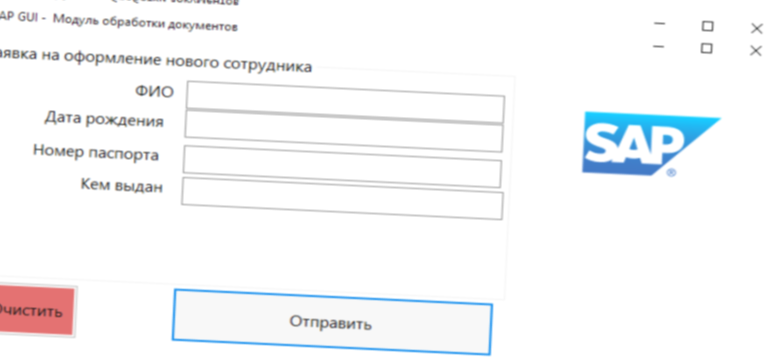 AP GUI - Модуль обработки документов
аявка на оформление нового сотрудника
ФИО
Дата рождения
Номер паспорта
Кем выдан
SAP ®
Очистить
Отправить